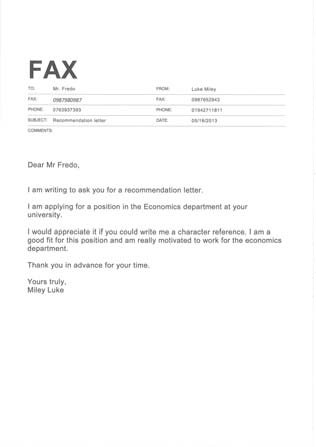 FAX
TO: Mr. Fredo FROM: Luke Miley
FAX: 0987980987 FAX: 0987652943
PHONE: 0763937393 PHONE: 01942711811
SUBJECT: Recommendation letter DATE: 05/18/2013
COMMENTS:
Dear Mr Fredo,
I am writing to ask you for a recommendation letter.
I am applying for a position in the Economics department at your
university.
I would appreciate it if you could write me a character reference. I am a
good fit for this position and am really motivated to work for the economics
department.
Thank you in advance for your time.
Yours truly,
Miley Luke